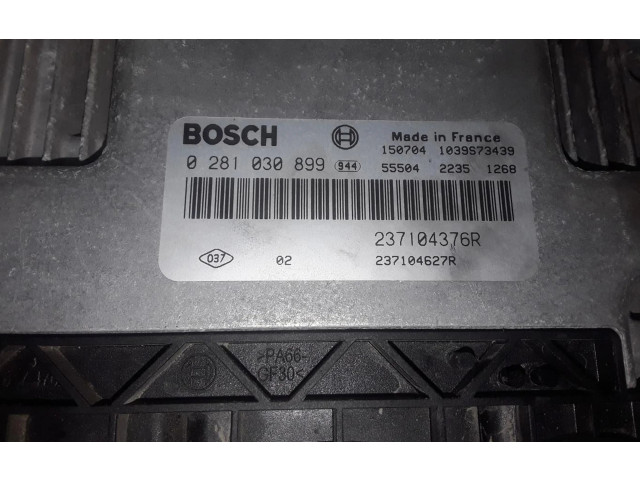 BOSCH
Made in France
150704 1039S73439
0 281 030 899 944 55504 2235 1268
237104376R
037 02 237104627R
>PA66-
GF30<